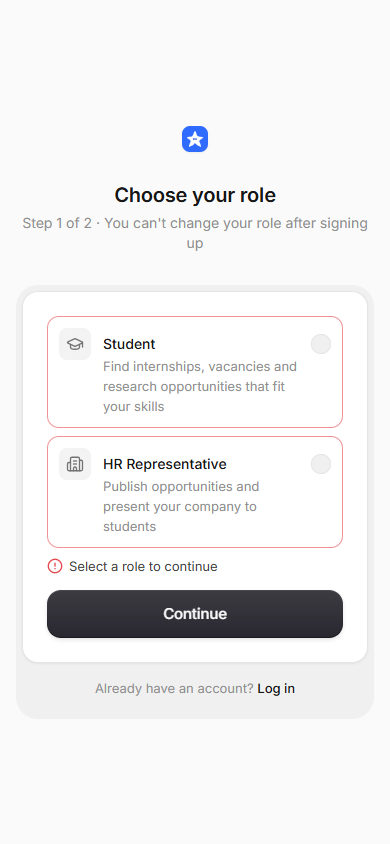 Choose your role
Step 1 of 2 · You can't change your role after signing
up
Student
Find internships, vacancies and
research opportunities that fit
your skills
HR Representative
Publish opportunities and
present your company to
students
Select a role to continue
Continue
Already have an account? Log in